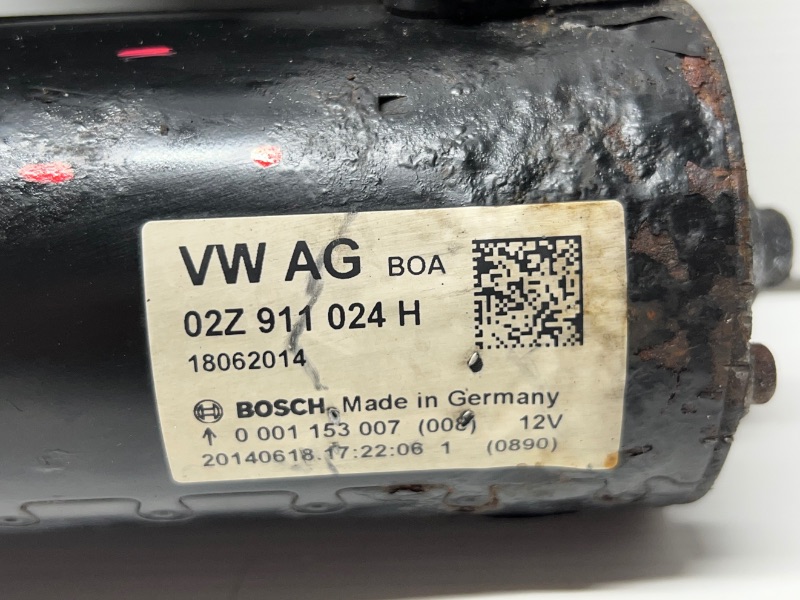 VW AG BOA
02Z 911 024 H
18062014
BOSCH Made in Germany
0 001 153 007 (008) 12V
20140618.17:22:06 1 (0890)